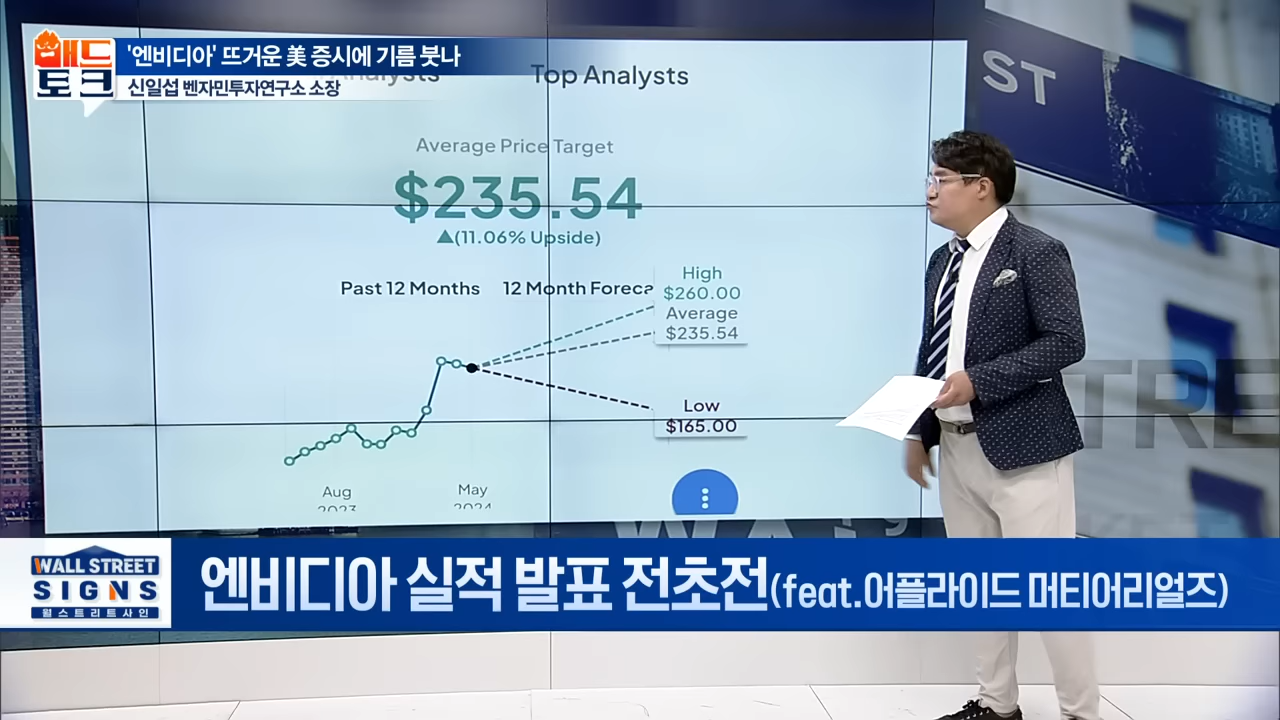 매드
토크
'엔비디아' 뜨거운 美 증시에 기름 붓나
신일섭 벤자민투자연구소 소장
Analysts
Top Analysts
Average Price Target
$235.54
▲(11.06% Upside)
Past 12 Months
12 Month Foreca
High
$260.00
Average
$235.54
Low
$165.00
Aug
2023
May
2024
ST
TRE
WALL STREET
SIGNS
월스트리트사인
엔비디아 실적 발표 전초전(feat.어플라이드 머티어리얼즈)